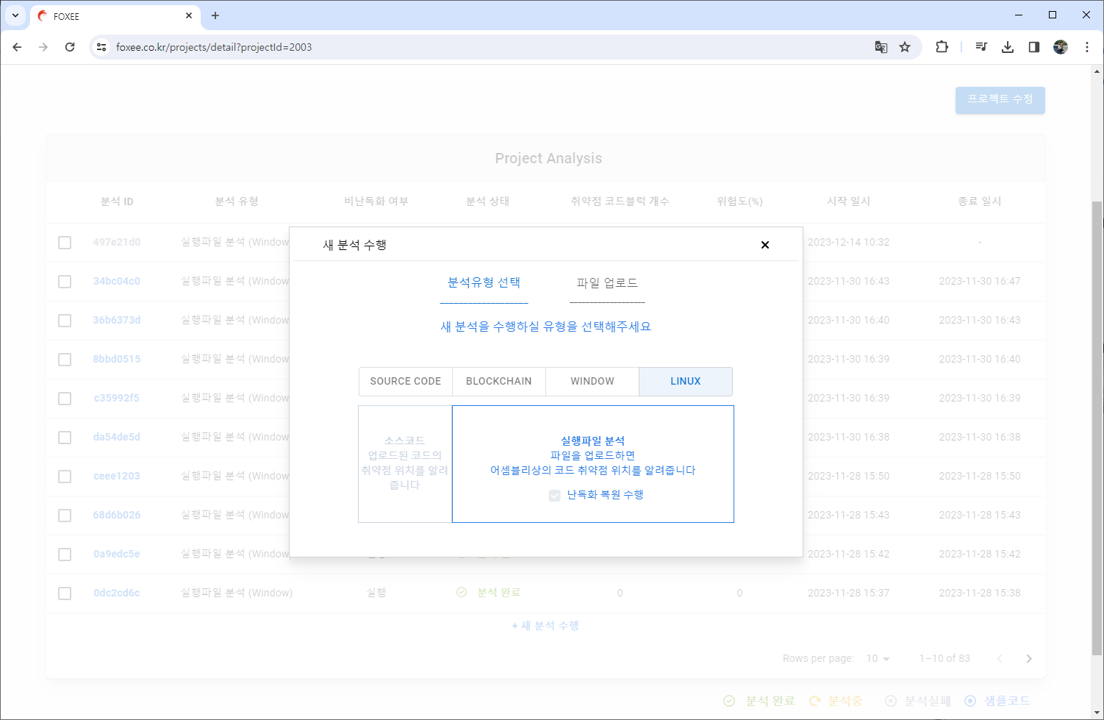 FOXEE
foxee.co.kr/projects/detail?projectId=2003
프로젝트 수정
Project Analysis
분석 ID 분석 유형 비난독화 여부 분석 상태 취약점 코드블럭 개수 위험도(%) 시작 일시 종료 일시
497e21d0 실행파일 분석 (Window 2023-12-14 10:32 -
새 분석 수행
34bc04c0 실행파일 분석 (Window 2023-11-30 16:43 2023-11-30 16:47
분석유형 선택 파일 업로드
36b6373d 실행파일 분석 (Window 2023-11-30 16:40 2023-11-30 16:43
새 분석을 수행하실 유형을 선택해주세요
8bbd0515 실행파일 분석 (Window 2023-11-30 16:39 2023-11-30 16:40
SOURCE CODE BLOCKCHAIN WINDOW LINUX
c35992f5 실행파일 분석 (Window 2023-11-30 16:39 2023-11-30 16:39
da54de5d 실행파일 분석 (Window 2023-11-30 16:38 2023-11-30 16:38
소스코드
업로드된 코드의
취약점 위치를 알려
줍니다
실행파일 분석
파일을 업로드하면
어셈블리상의 코드 취약점 위치를 알려줍니다
난독화 복원 수행
ceee1203 실행파일 분석 (Window 2023-11-28 15:50 2023-11-28 15:50
68d6b026 실행파일 분석 (Window 2023-11-28 15:43 2023-11-28 15:43
0a9edc5e 실행파일 분석 (Window 2023-11-28 15:42 2023-11-28 15:42
0dc2cd6c 실행파일 분석 (Window) 실행 분석 완료 0 0 2023-11-28 15:37 2023-11-28 15:38
+ 새 분석 수행
Rows per page: 10 1–10 of 83
분석 완료 분석중 분석실패 샘플코드